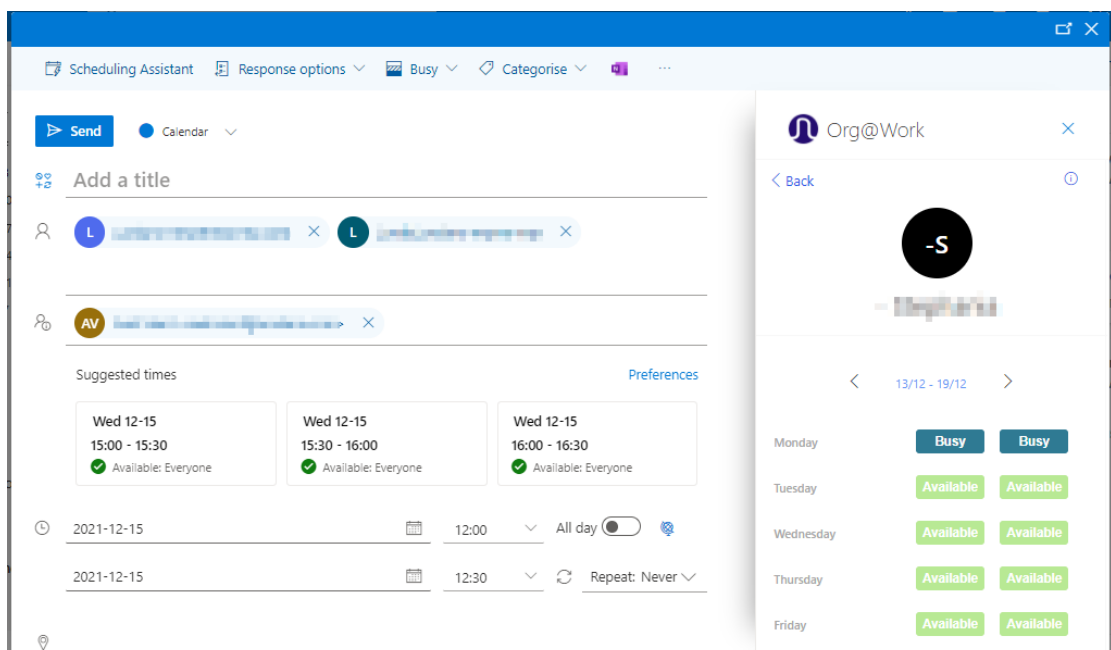 Scheduling Assistant Response options Busy Categorise ...
Send Calendar
Add a title
L L
AV
Suggested times Preferences
Wed 12-15 Wed 12-15 Wed 12-15
15:00 - 15:30 15:30 - 16:00 16:00 - 16:30
Available: Everyone Available: Everyone Available: Everyone
2021-12-15 12:00 All day
2021-12-15 12:30 Repeat: Never
Org@Work
Back
-S
13/12 - 19/12
Monday Busy Busy
Tuesday Available Available
Wednesday Available Available
Thursday Available Available
Friday Available Available